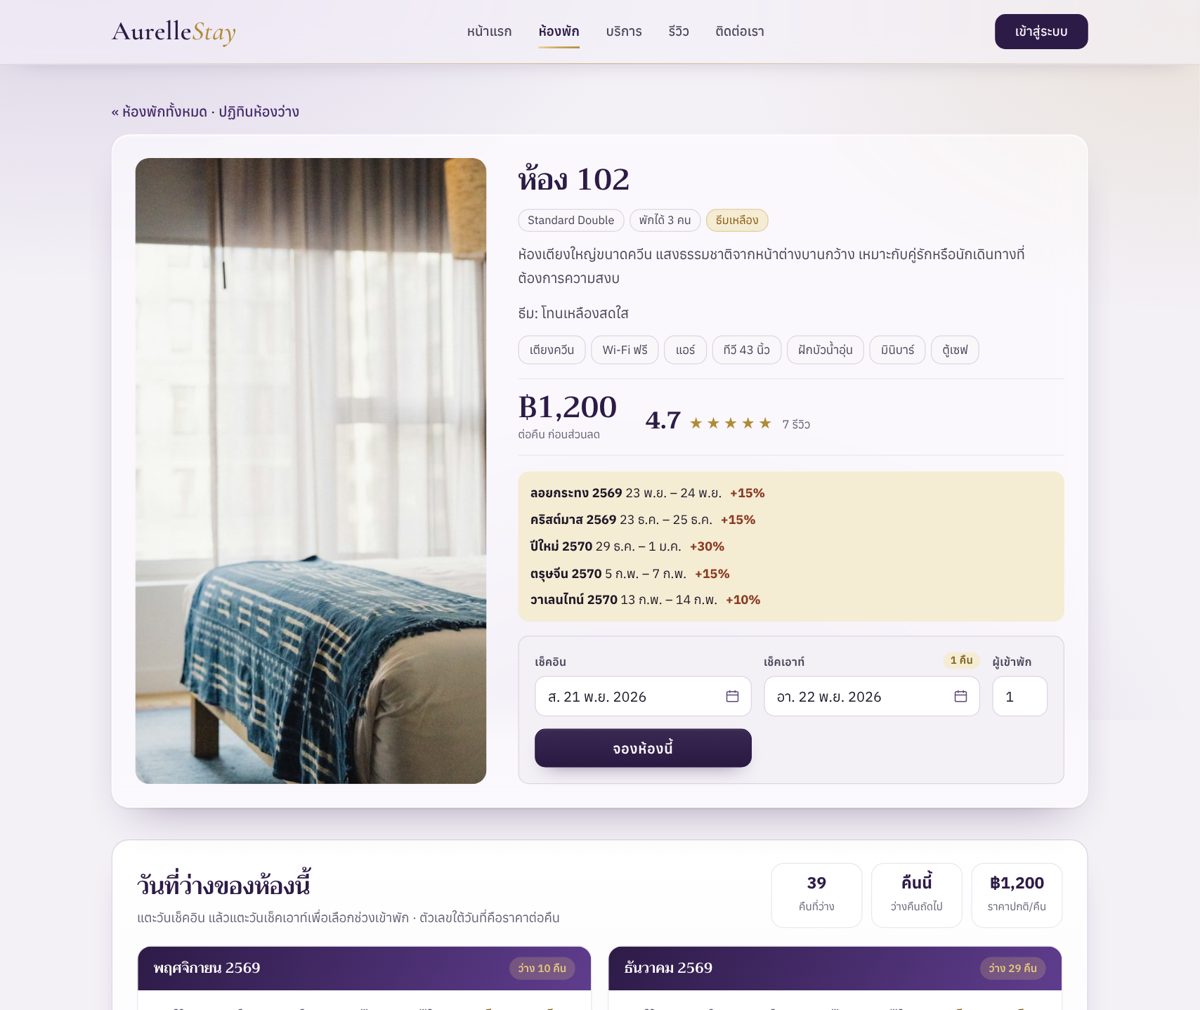 AurelleStay
หน้าแรก ห้องพัก บริการ รีวิว ติดต่อเรา
เข้าสู่ระบบ
« ห้องพักทั้งหมด · ปฏิทินห้องว่าง
ห้อง 102
Standard Double พักได้ 3 คน ธีมเหลือง
ห้องเตียงใหญ่ขนาดควีน แสงธรรมชาติจากหน้าต่างบานกว้าง เหมาะกับคู่รักหรือนักเดินทางที่
ต้องการความสงบ
ธีม: โทนเหลืองสดใส
เตียงควีน Wi-Fi ฟรี แอร์ ทีวี 43 นิ้ว ฝักบัวน้ำอุ่น มินิบาร์ ตู้เซฟ
฿1,200
ต่อคืน ก่อนส่วนลด
4.7 ★★★★★ 7 รีวิว
ลอยกระทง 2569 23 พ.ย. – 24 พ.ย. +15%
คริสต์มาส 2569 23 ธ.ค. – 25 ธ.ค. +15%
ปีใหม่ 2570 29 ธ.ค. – 1 ม.ค. +30%
ตรุษจีน 2570 5 ก.พ. – 7 ก.พ. +15%
วาเลนไทน์ 2570 13 ก.พ. – 14 ก.พ. +10%
เช็คอิน เช็คเอาท์ 1 คืน ผู้เข้าพัก
ส. 21 พ.ย. 2026 อา. 22 พ.ย. 2026 1
จองห้องนี้
วันที่ว่างของห้องนี้
แตะวันเช็คอิน แล้วแตะวันเช็คเอาท์เพื่อเลือกช่วงเข้าพัก · ตัวเลขใต้วันที่คือราคาต่อคืน
39 คืนนี้ ฿1,200
คืนที่ว่าง ว่างคืนถัดไป ราคาปกติ/คืน
พฤศจิกายน 2569 ว่าง 10 คืน
ธันวาคม 2569 ว่าง 29 คืน